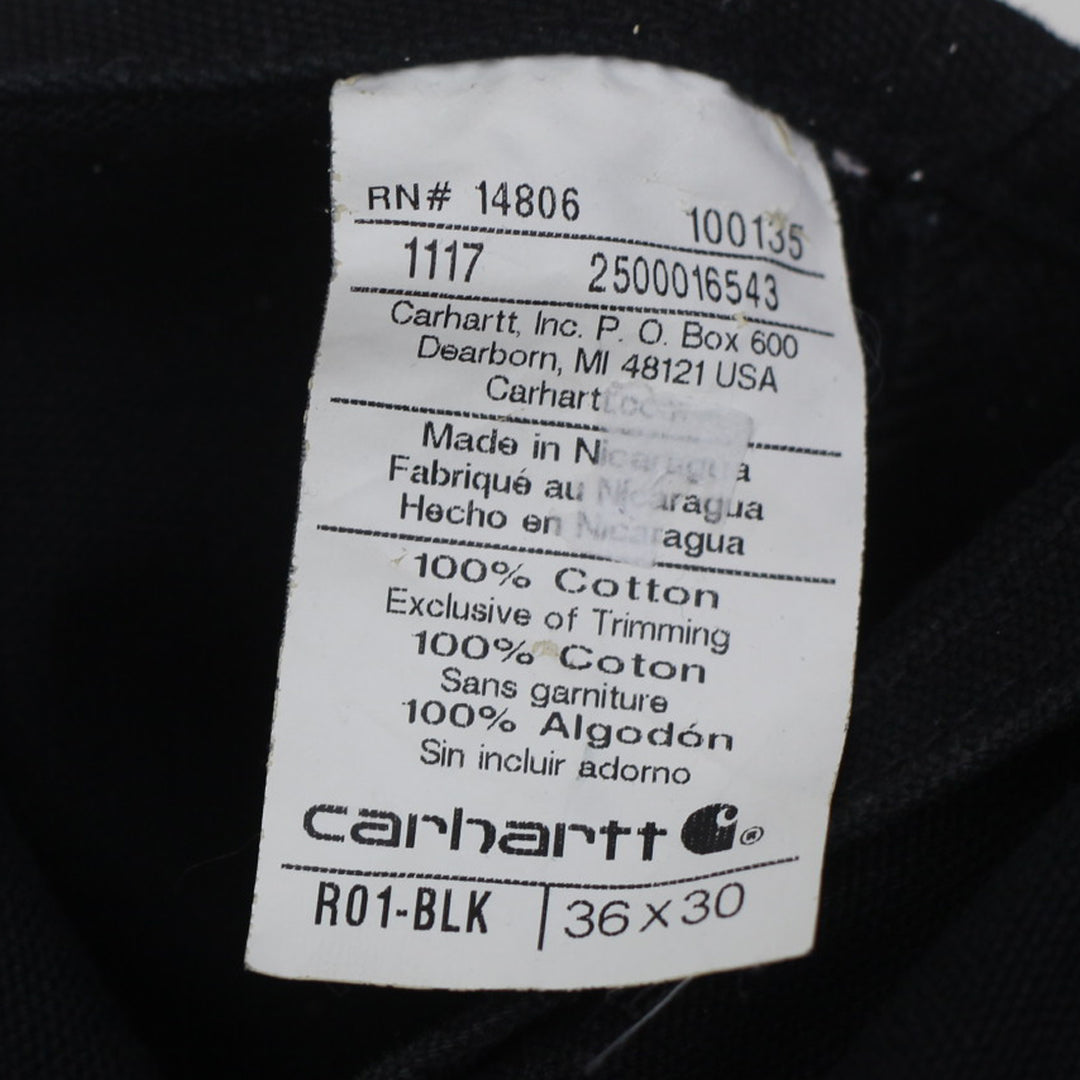 RN# 14806 100135
1117 2500016543
Carhartt, Inc. P. O. Box 600
Dearborn, MI 48121 USA
Made in Nicaragua
Fabriqué au Nicaragua
Hecho en Nicaragua
100% Cotton
Exclusive of Trimming
100% Coton
Sans garniture
100% Algodón
Sin incluir adorno
carhartt ®
R01-BLK | 36 x 30